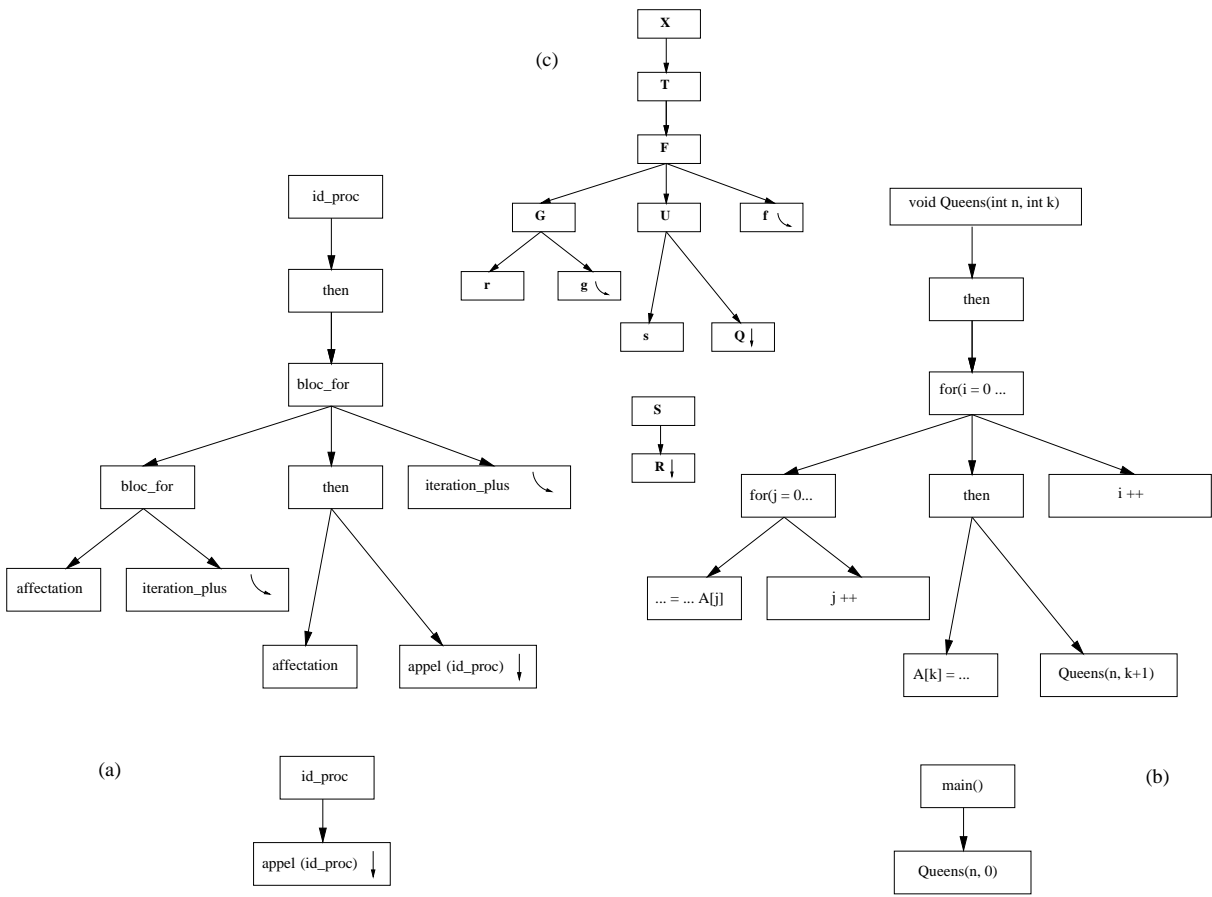 X
(c)
T
F
id_proc
void Queens(int n, int k)
G
U
f
r
g
then
then
s
Q
bloc_for
for(i = 0 ...
S
R
bloc_for
then
iteration_plus
for(j = 0...
then
i ++
affectation
iteration_plus
... = ... A[j]
j ++
affectation
appel (id_proc)
A[k] = ...
Queens(n, k+1)
(a)
id_proc
main()
(b)
appel (id_proc)
Queens(n, 0)